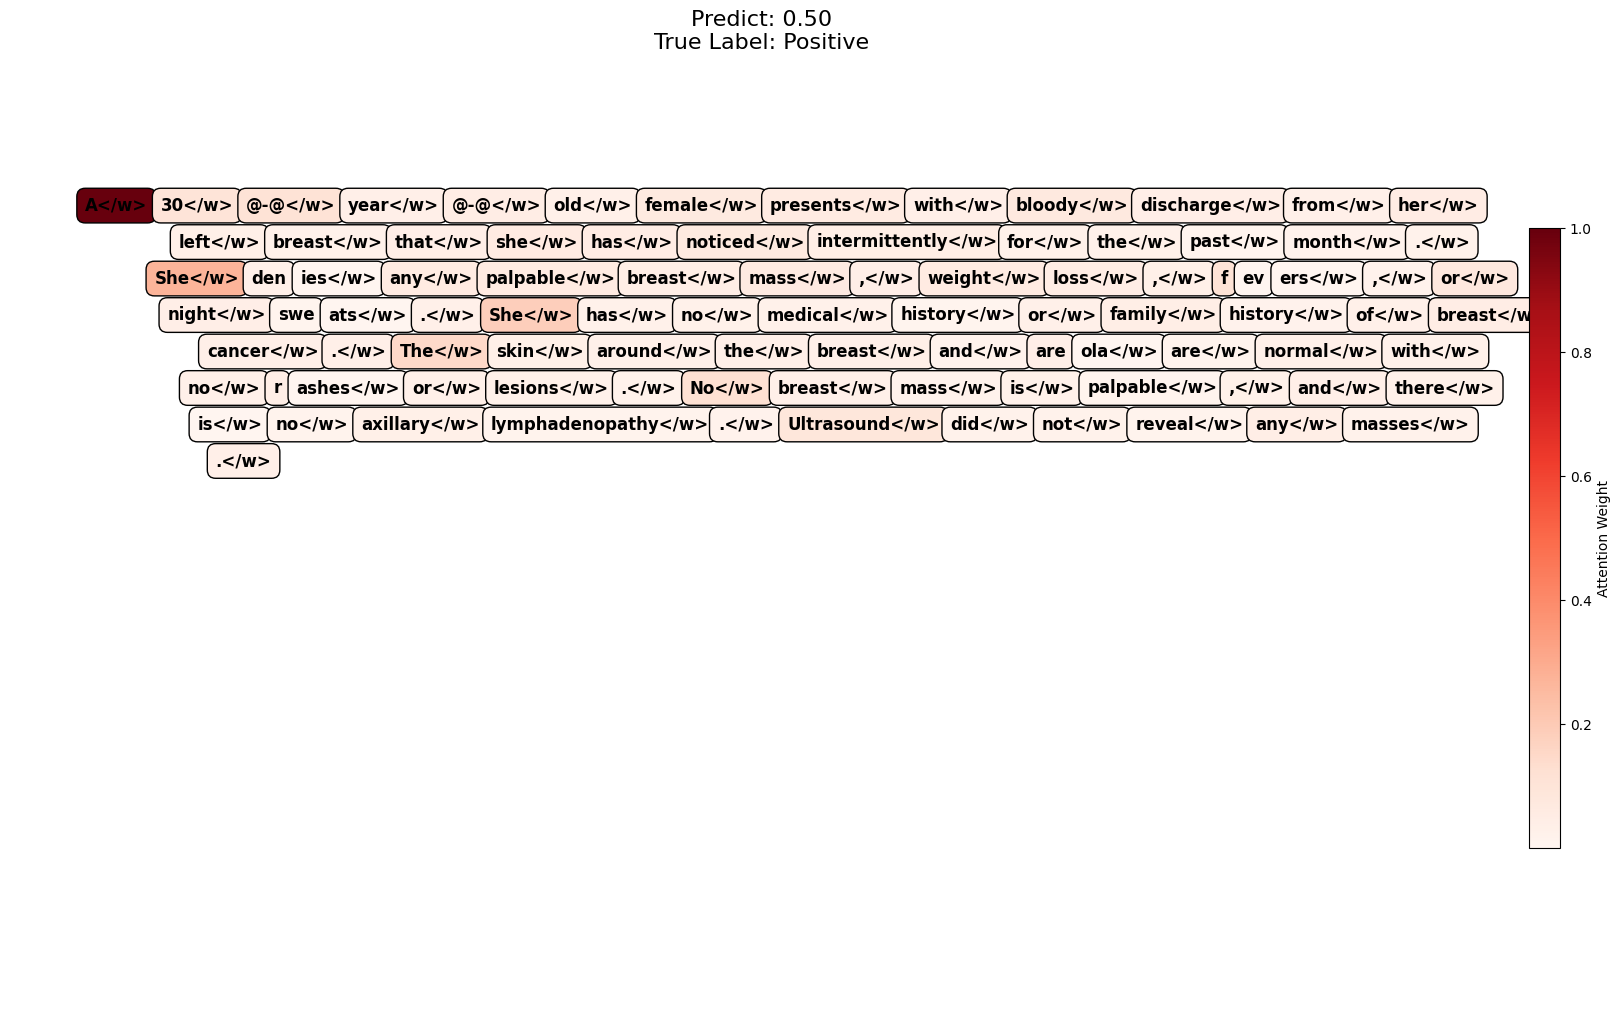 Predict: 0.50
True Label: Positive
A</w> 30</w> @-@</w> year</w> @-@</w> old</w> female</w> presents</w> with</w> bloody</w> discharge</w> from</w> her</w>
left</w> breast</w> that</w> she</w> has</w> noticed</w> intermittently</w> for</w> the</w> past</w> month</w> .</w>
She</w> den ies</w> any</w> palpable</w> breast</w> mass</w> ,</w> weight</w> loss</w> ,</w> f ev ers</w> ,</w> or</w>
night</w> swe ats</w> .</w> She</w> has</w> no</w> medical</w> history</w> or</w> family</w> history</w> of</w> breast</w
cancer</w> .</w> The</w> skin</w> around</w> the</w> breast</w> and</w> are ola</w> are</w> normal</w> with</w>
no</w> r ashes</w> or</w> lesions</w> .</w> No</w> breast</w> mass</w> is</w> palpable</w> ,</w> and</w> there</w>
is</w> no</w> axillary</w> lymphadenopathy</w> .</w> Ultrasound</w> did</w> not</w> reveal</w> any</w> masses</w>
.</w>
1.0
0.8
0.6
0.4
0.2
Attention Weight